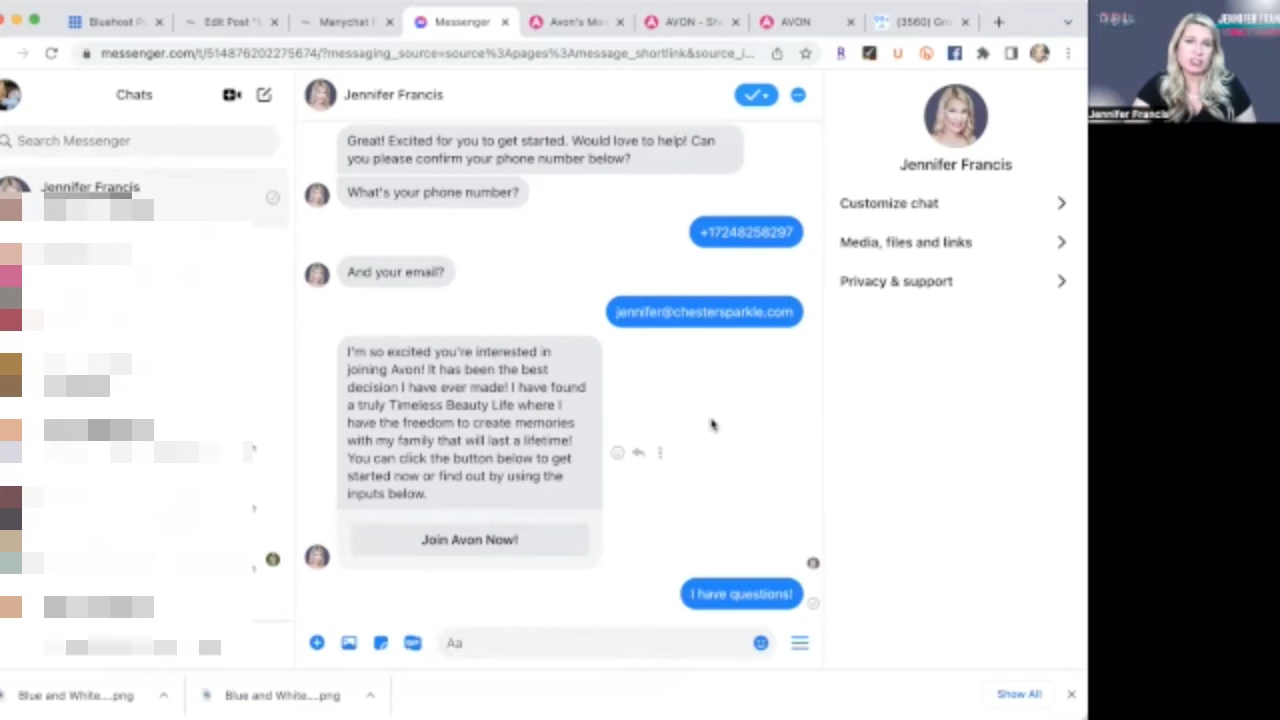 Bluehost P
Edit Post "
Manychat
Messenger
Avon's Mo
AVON - Sh
AVON
(3560) Gro
messenger.com/t/514876202275674/?messaging_source=source%3Apages%3Amessage_shortlink&source_i...
Chats
Jennifer Francis
Search Messenger
Jennifer Francis
Great! Excited for you to get started. Would love to help! Can
you please confirm your phone number below?
What's your phone number?
+17248258297
And your email?
jennifer@chestersparkle.com
I'm so excited you're interested in
joining Avon! It has been the best
decision I have ever made! I have found
a truly Timeless Beauty Life where I
have the freedom to create memories
with my family that will last a lifetime!
You can click the button below to get
started now or find out by using the
inputs below.
Join Avon Now!
I have questions!
GIF
Aa
Jennifer Francis
Customize chat
Media, files and links
Privacy & support
JENNIFER FRAN
Jennifer Francis
Blue and White....png
Blue and White....png
Show All